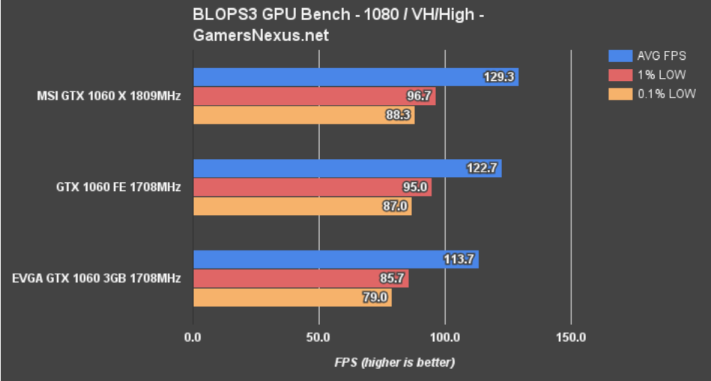 BLOPS3 GPU Bench - 1080 / VH/High -
GamersNexus.net
AVG FPS
1% LOW
0.1% LOW
MSI GTX 1060 X 1809MHz
129.3
96.7
88.3
GTX 1060 FE 1708MHz
122.7
95.0
87.0
EVGA GTX 1060 3GB 1708MHz
113.7
85.7
79.0
0.0 50.0 100.0 150.0
FPS (higher is better)